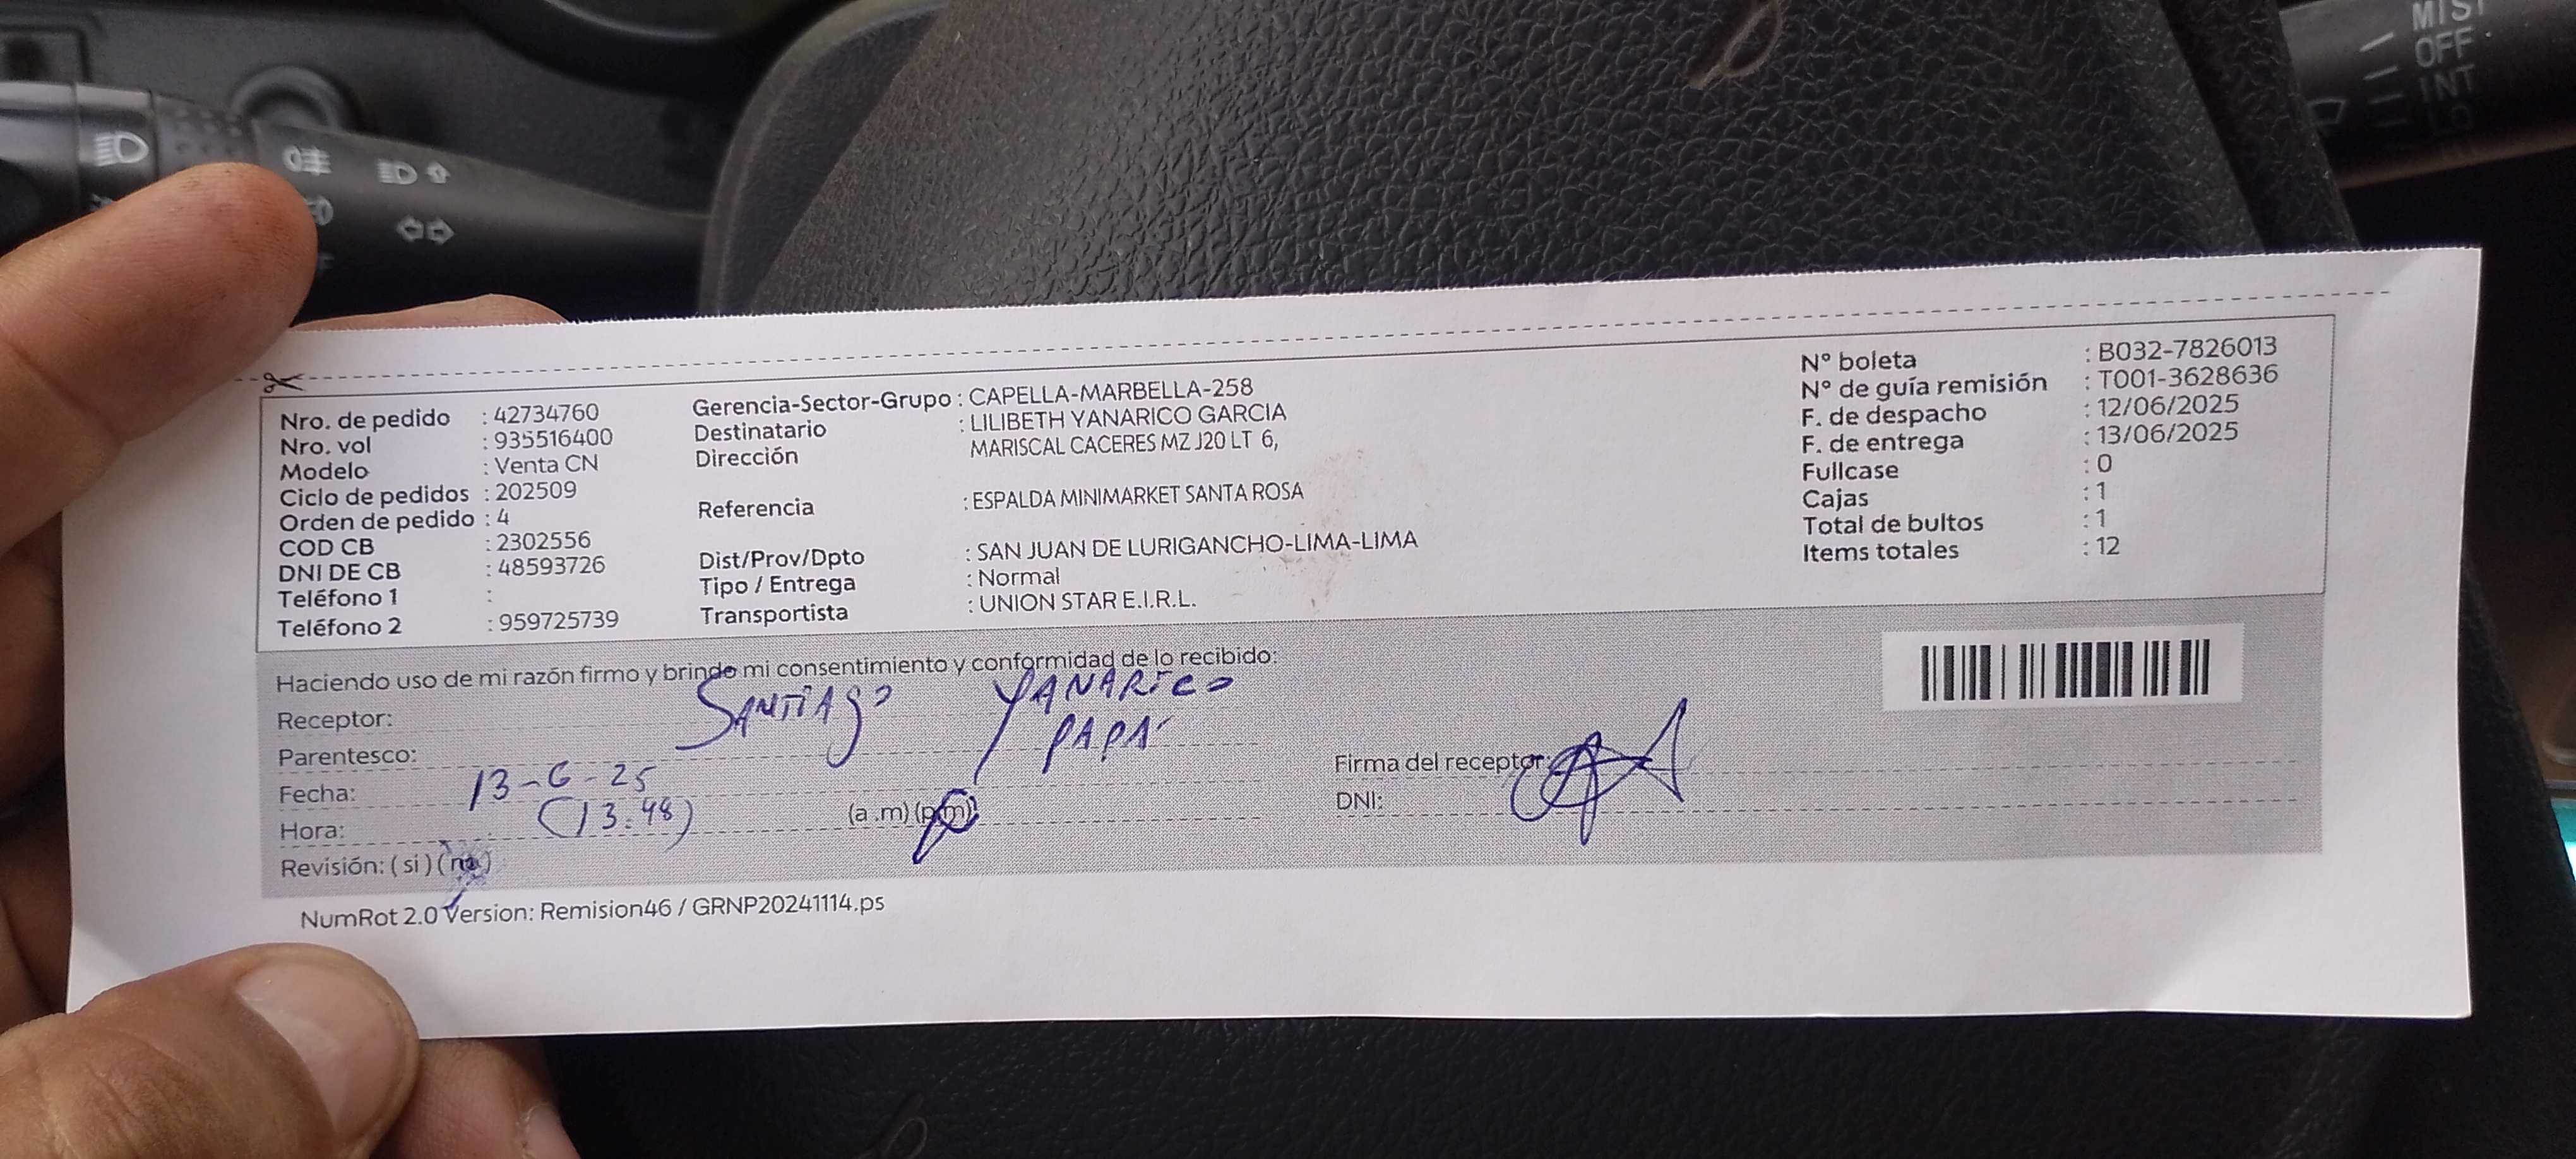 MIST
OFF
INT
LO
Nro. de pedido : 42734760
Nro. vol : 935516400
Modelo : Venta CN
Ciclo de pedidos : 202509
Orden de pedido : 4
COD CB : 2302556
DNI DE CB : 48593726
Teléfono 1 :
Teléfono 2 : 959725739
Gerencia-Sector-Grupo : CAPELLA-MARBELLA-258
Destinatario : LILIBETH YANARICO GARCIA
Dirección MARISCAL CACERES MZ J20 LT 6,
Referencia : ESPALDA MINIMARKET SANTA ROSA
Dist/Prov/Dpto : SAN JUAN DE LURIGANCHO-LIMA-LIMA
Tipo / Entrega : Normal
Transportista : UNION STAR E.I.R.L.
N° boleta : B032-7826013
N° de guía remisión : T001-3628636
F. de despacho : 12/06/2025
F. de entrega : 13/06/2025
Fullcase : 0
Cajas : 1
Total de bultos : 1
Items totales : 12
Haciendo uso de mi razón firmo y brindo mi consentimiento y conformidad de lo recibido:
Receptor: SANTIAGO YANARICO
Parentesco: PAPÁ
Fecha: 13-6-25
Hora: (13:48) (a.m) (p.m)
Revisión: (si) (no)
Firma del receptor:
DNI:
NumRot 2.0 Version: Remision46 / GRNP20241114.ps